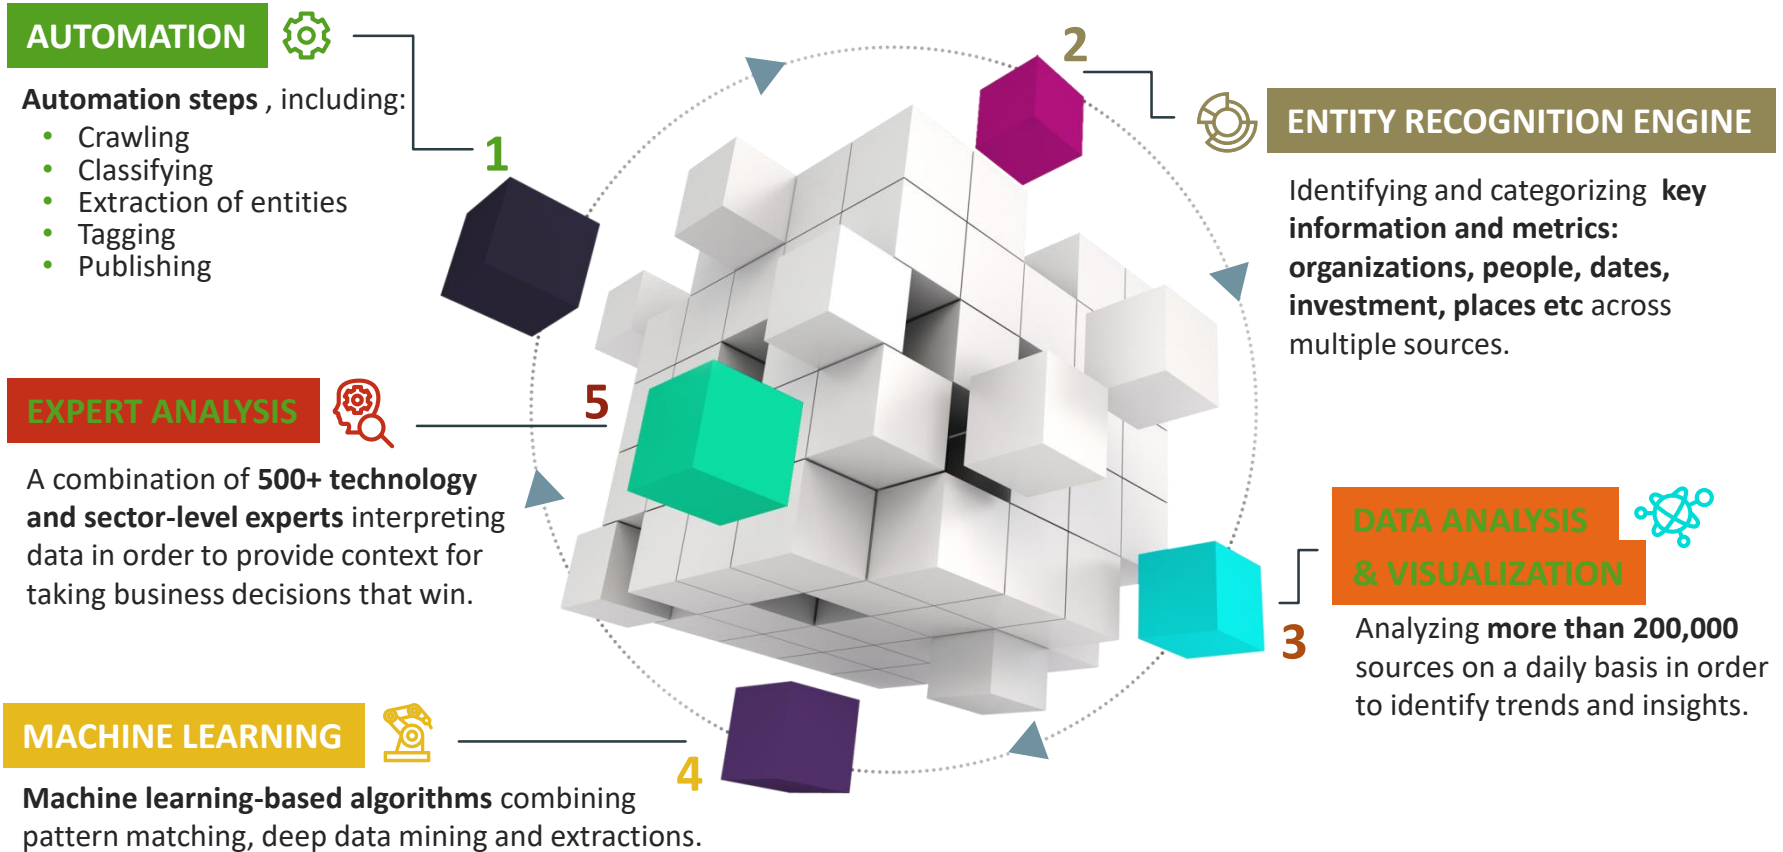 1
AUTOMATION
Automation steps , including:
• Crawling
• Classifying
• Extraction of entities
• Tagging
• Publishing
2
ENTITY RECOGNITION ENGINE
Identifying and categorizing key
information and metrics:
organizations, people, dates,
investment, places etc across
multiple sources.
3
DATA ANALYSIS
& VISUALIZATION
Analyzing more than 200,000
sources on a daily basis in order
to identify trends and insights.
4
MACHINE LEARNING
Machine learning-based algorithms combining
pattern matching, deep data mining and extractions.
5
EXPERT ANALYSIS
A combination of 500+ technology
and sector-level experts interpreting
data in order to provide context for
taking business decisions that win.